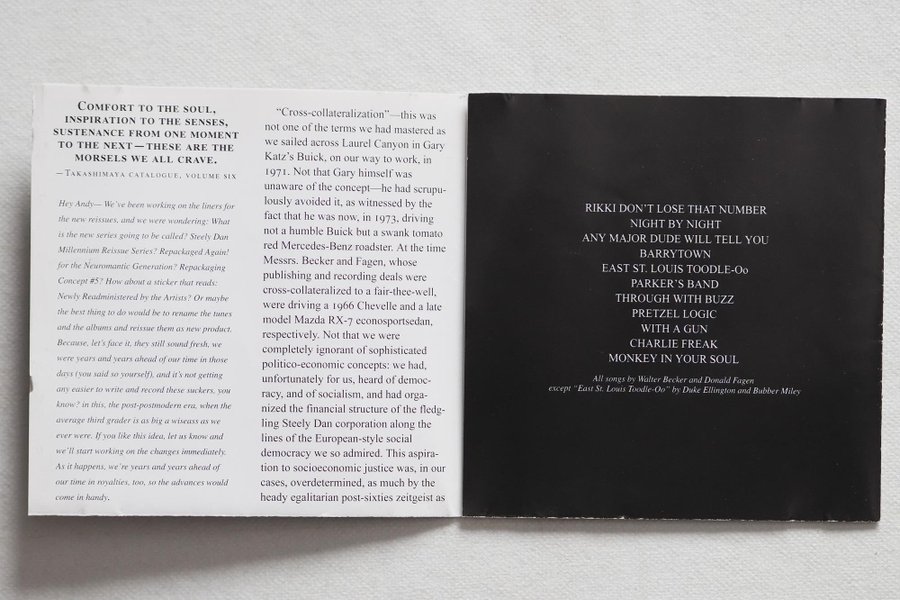 COMFORT TO THE SOUL,
INSPIRATION TO THE SENSES,
SUSTENANCE FROM ONE MOMENT
TO THE NEXT—THESE ARE THE
MORSELS WE ALL CRAVE.
—TAKASHIMAYA CATALOGUE, VOLUME SIX
Hey Andy— We've been working on the liners for
the new reissues, and we were wondering: What
is the new series going to be called? Steely Dan
Millennium Reissue Series? Repackaged Again!
for the Neuromantic Generation? Repackaging
Concept #5? How about a sticker that reads:
Newly Readministered by the Artists? Or maybe
the best thing to do would be to rename the tunes
and the albums and reissue them as new product.
Because, let's face it, they still sound fresh, we
were years and years ahead of our time in those
days (you said so yourself), and it's not getting
any easier to write and record these suckers, you
know? in this, the post-postmodern era, when the
average third grader is as big a wiseass as we
ever were. If you like this idea, let us know and
we'll start working on the changes immediately.
As it happens, we're years and years ahead of
our time in royalties, too, so the advances would
come in handy.
"Cross-collateralization"—this was
not one of the terms we had mastered as
we sailed across Laurel Canyon in Gary
Katz's Buick, on our way to work, in
1971. Not that Gary himself was
unaware of the concept—he had scrupu-
lously avoided it, as witnessed by the
fact that he was now, in 1973, driving
not a humble Buick but a swank tomato
red Mercedes-Benz roadster. At the time
Messrs. Becker and Fagen, whose
publishing and recording deals were
cross-collateralized to a fair-thee-well,
were driving a 1966 Chevelle and a late
model Mazda RX-7 econosportsedan,
respectively. Not that we were
completely ignorant of sophisticated
politico-economic concepts: we had,
unfortunately for us, heard of democ-
racy, and of socialism, and had orga-
nized the financial structure of the fledg-
ling Steely Dan corporation along the
lines of the European-style social
democracy we so admired. This aspira-
tion to socioeconomic justice was, in our
cases, overdetermined, as much by the
heady egalitarian post-sixties zeitgeist as
RIKKI DON'T LOSE THAT NUMBER
NIGHT BY NIGHT
ANY MAJOR DUDE WILL TELL YOU
BARRYTOWN
EAST ST. LOUIS TOODLE-Oo
PARKER'S BAND
THROUGH WITH BUZZ
PRETZEL LOGIC
WITH A GUN
CHARLIE FREAK
MONKEY IN YOUR SOUL
All songs by Walter Becker and Donald Fagen
except "East St. Louis Toodle-Oo" by Duke Ellington and Bubber Miley